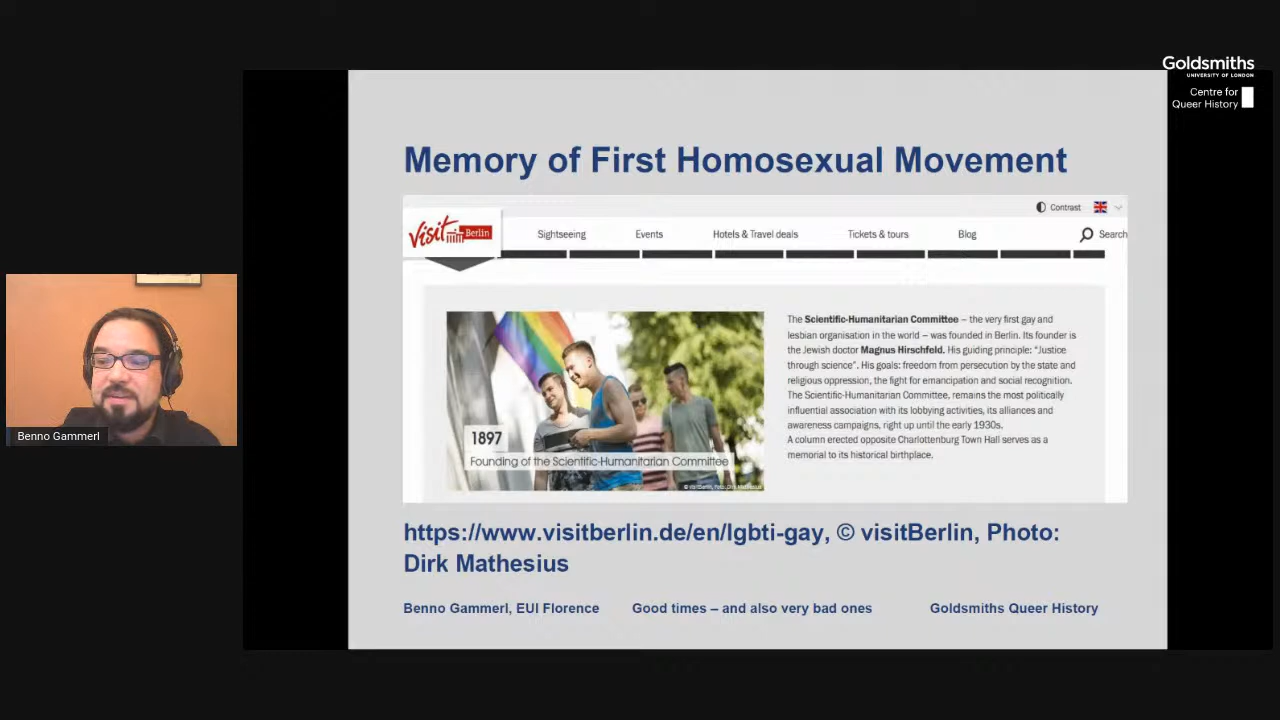 Goldsmiths
UNIVERSITY OF LONDON
Centre for
Queer History
Memory of First Homosexual Movement
Contrast
Visit Berlin
Sightseeing
Events
Hotels & Travel deals
Tickets & tours
Blog
Search
1897
Founding of the Scientific-Humanitarian Committee
© visitBerlin, Foto: Dirk Mathesius
The Scientific-Humanitarian Committee – the very first gay and
lesbian organisation in the world – was founded in Berlin. Its founder is
the Jewish doctor Magnus Hirschfeld. His guiding principle: “Justice
through science”. His goals: freedom from persecution by the state and
religious oppression, the fight for emancipation and social recognition.
The Scientific-Humanitarian Committee, remains the most politically
influential association with its lobbying activities, its alliances and
awareness campaigns, right up until the early 1930s.
A column erected opposite Charlottenburg Town Hall serves as a
memorial to its historical birthplace.
https://www.visitberlin.de/en/lgbti-gay, © visitBerlin, Photo:
Dirk Mathesius
Benno Gammerl, EUI Florence
Good times – and also very bad ones
Goldsmiths Queer History
Benno Gammerl